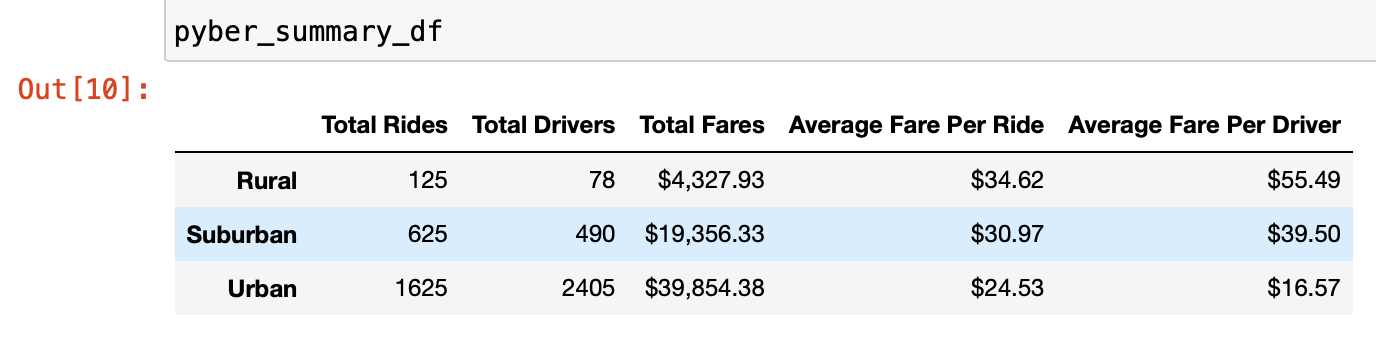 pyber_summary_df
Out[10]:
Total Rides Total Drivers Total Fares Average Fare Per Ride Average Fare Per Driver
Rural 125 78 $4,327.93 $34.62 $55.49
Suburban 625 490 $19,356.33 $30.97 $39.50
Urban 1625 2405 $39,854.38 $24.53 $16.57